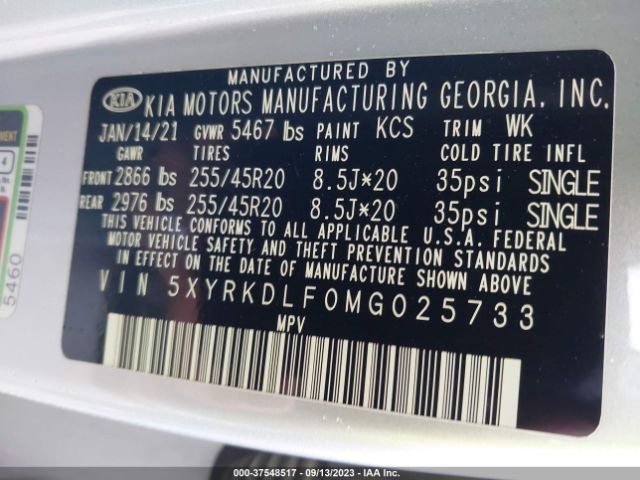 MANUFACTURED BY
KIA KIA MOTORS MANUFACTURING GEORGIA, INC.
JAN/14/21 GVWR 5467 lbs PAINT KCS TRIM WK
GAWR TIRES RIMS COLD TIRE INFL
FRONT 2866 lbs 255/45R20 8.5J*20 35psi SINGLE
REAR 2976 lbs 255/45R20 8.5J*20 35psi SINGLE
THIS VEHICLE CONFORMS TO ALL APPLICABLE U.S.A. FEDERAL
MOTOR VEHICLE SAFETY AND THEFT PREVENTION STANDARDS
IN EFFECT ON THE DATE OF MANUFACTURE SHOWN ABOVE
VIN 5XYRKDLF0MG025733
MPV
5460
000-37548517 - 09/13/2023 - IAA Inc.